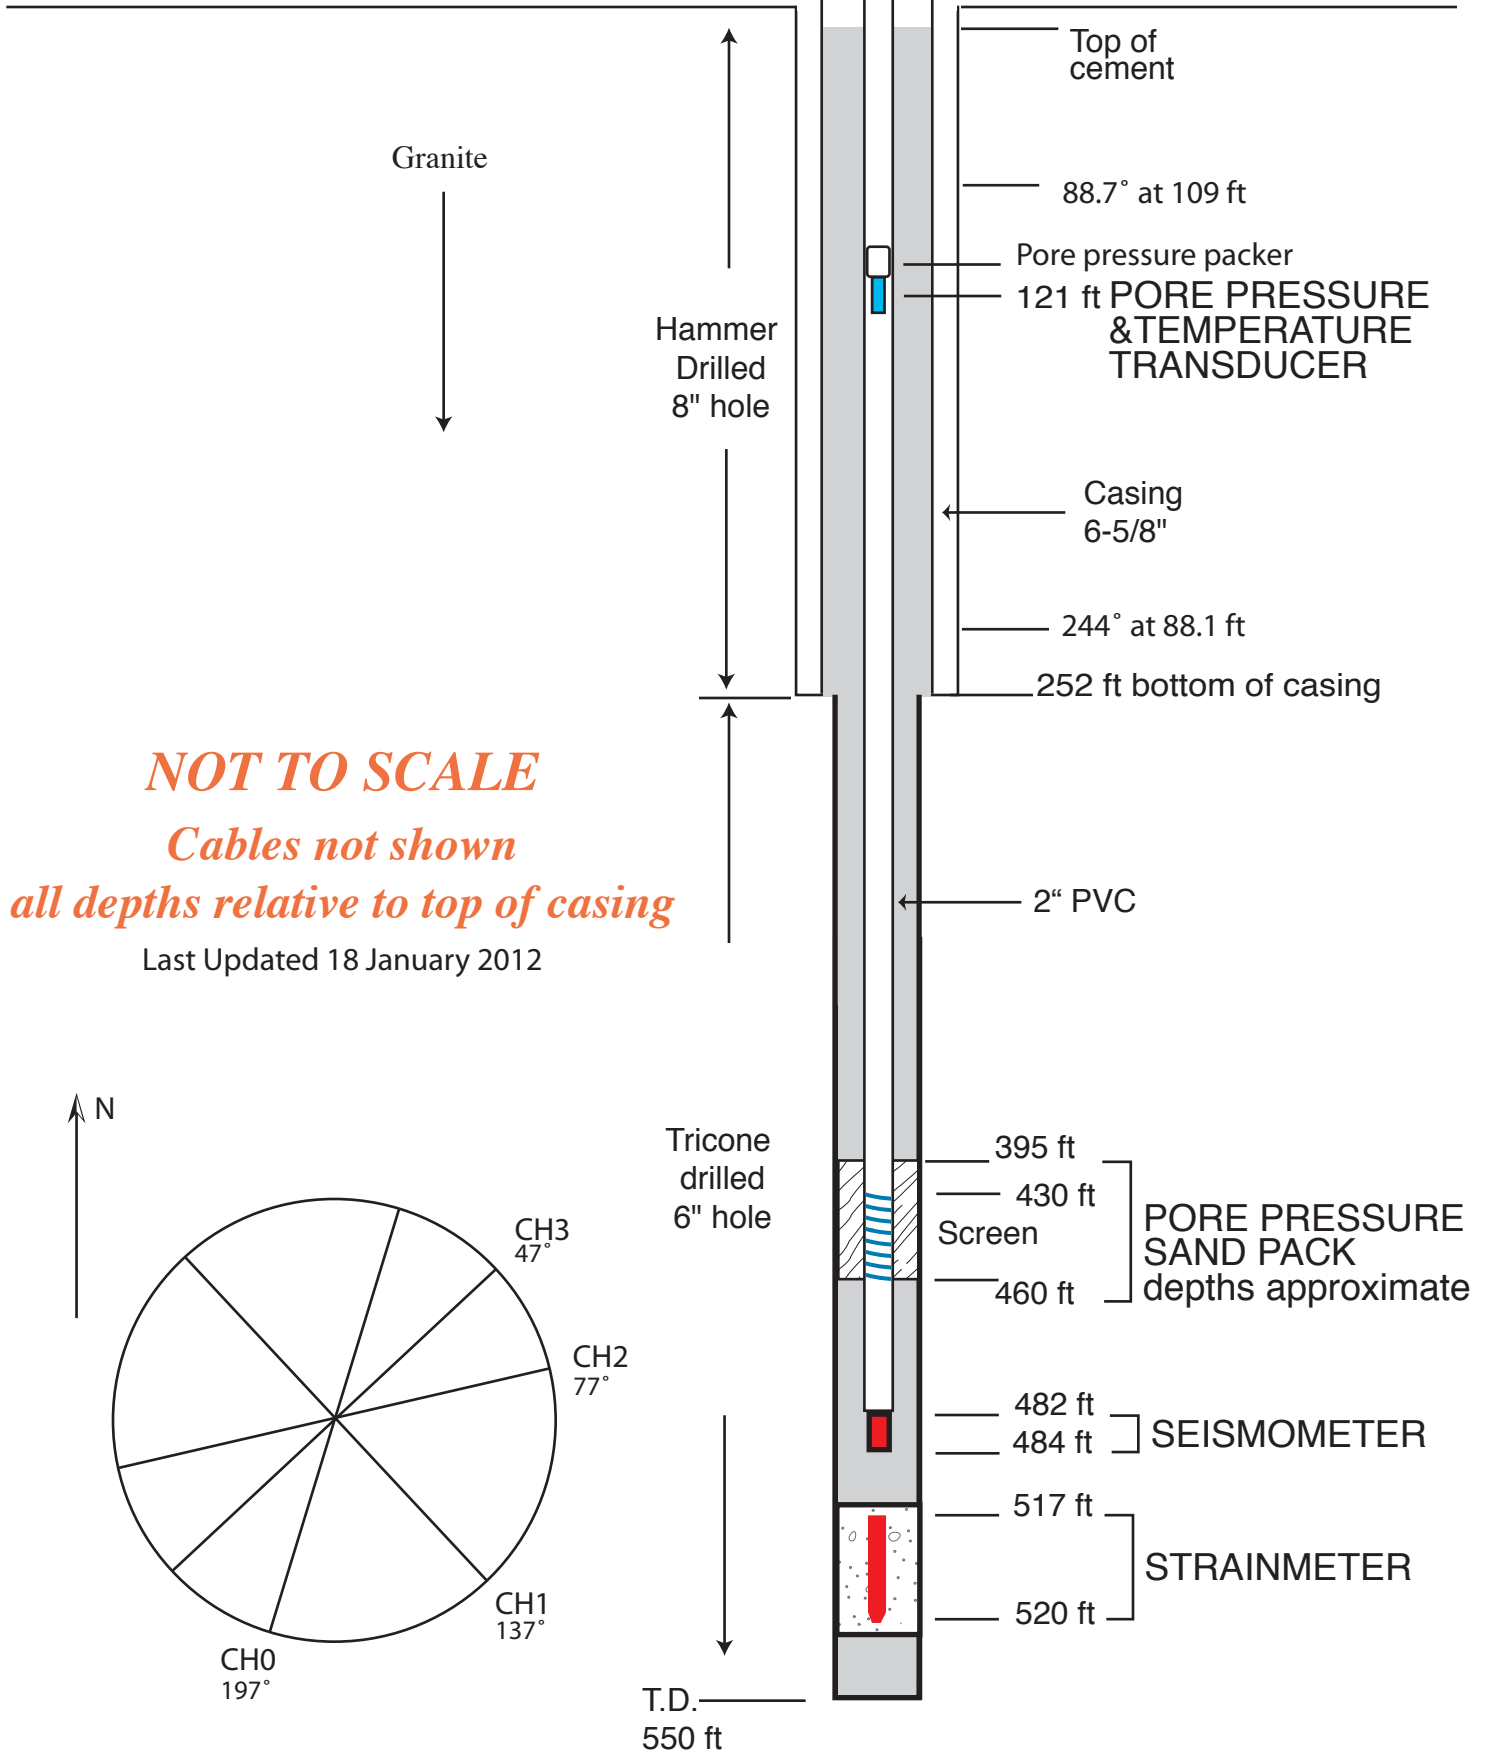 Top of
cement
Granite
88.7° at 109 ft
Pore pressure packer
121 ft PORE PRESSURE
&TEMPERATURE
TRANSDUCER
Hammer
Drilled
8" hole
Casing
6-5/8"
244° at 88.1 ft
252 ft bottom of casing
NOT TO SCALE
Cables not shown
all depths relative to top of casing
Last Updated 18 January 2012
2“ PVC
N
Tricone
drilled
6" hole
395 ft
430 ft
Screen
460 ft
PORE PRESSURE
SAND PACK
depths approximate
CH3
47°
CH2
77°
482 ft
484 ft
SEISMOMETER
517 ft
STRAINMETER
520 ft
CH1
137°
CH0
197°
T.D.
550 ft